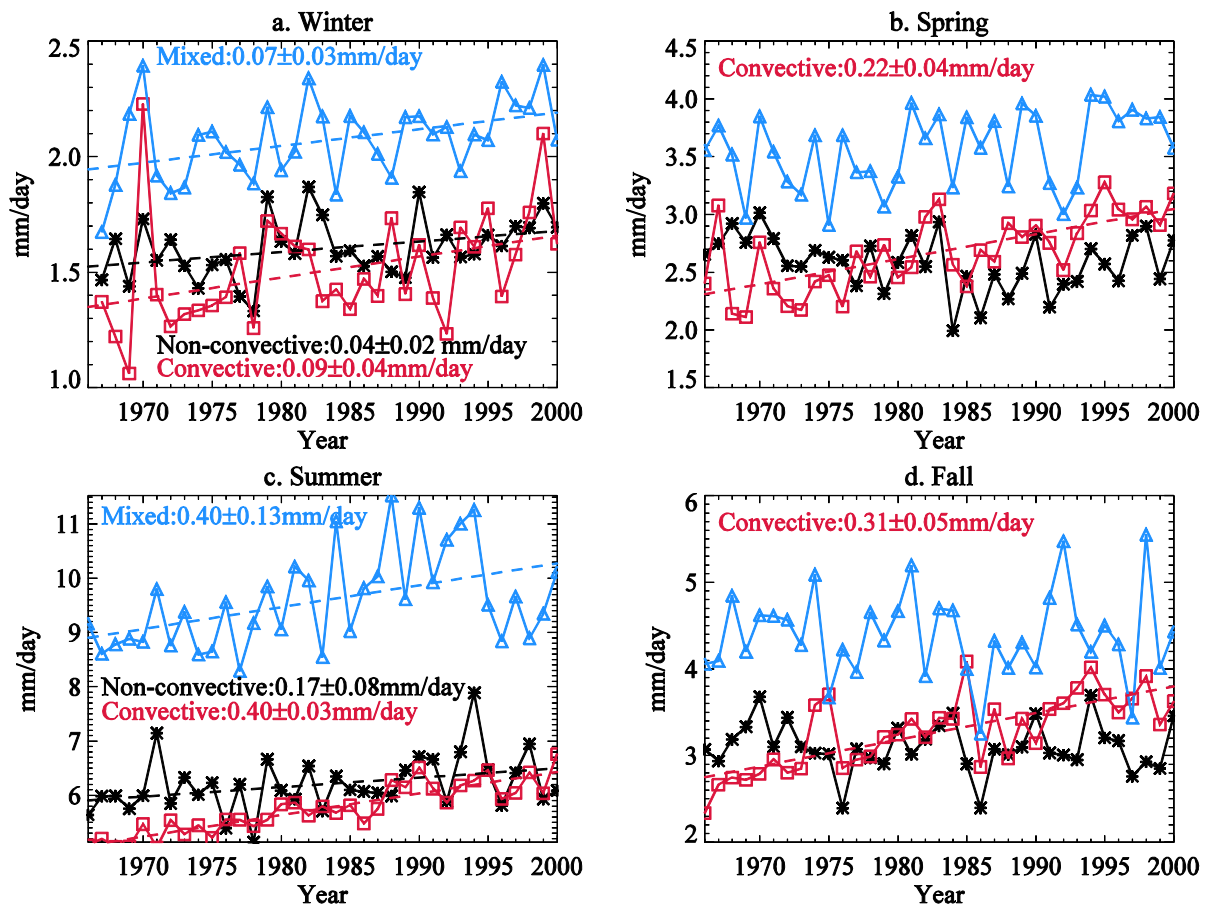 a. Winter
2.5
2.0
1.5
1.0
mm/day
Mixed:0.07±0.03mm/day
Non-convective:0.04±0.02 mm/day
Convective:0.09±0.04mm/day
1970 1975 1980 1985 1990 1995 2000
Year
b. Spring
4.5
4.0
3.5
3.0
2.5
2.0
1.5
mm/day
Convective:0.22±0.04mm/day
1970 1975 1980 1985 1990 1995 2000
Year
c. Summer
11
10
9
8
7
6
mm/day
Mixed:0.40±0.13mm/day
Non-convective:0.17±0.08mm/day
Convective:0.40±0.03mm/day
1970 1975 1980 1985 1990 1995 2000
Year
d. Fall
6
5
4
3
2
mm/day
Convective:0.31±0.05mm/day
1970 1975 1980 1985 1990 1995 2000
Year